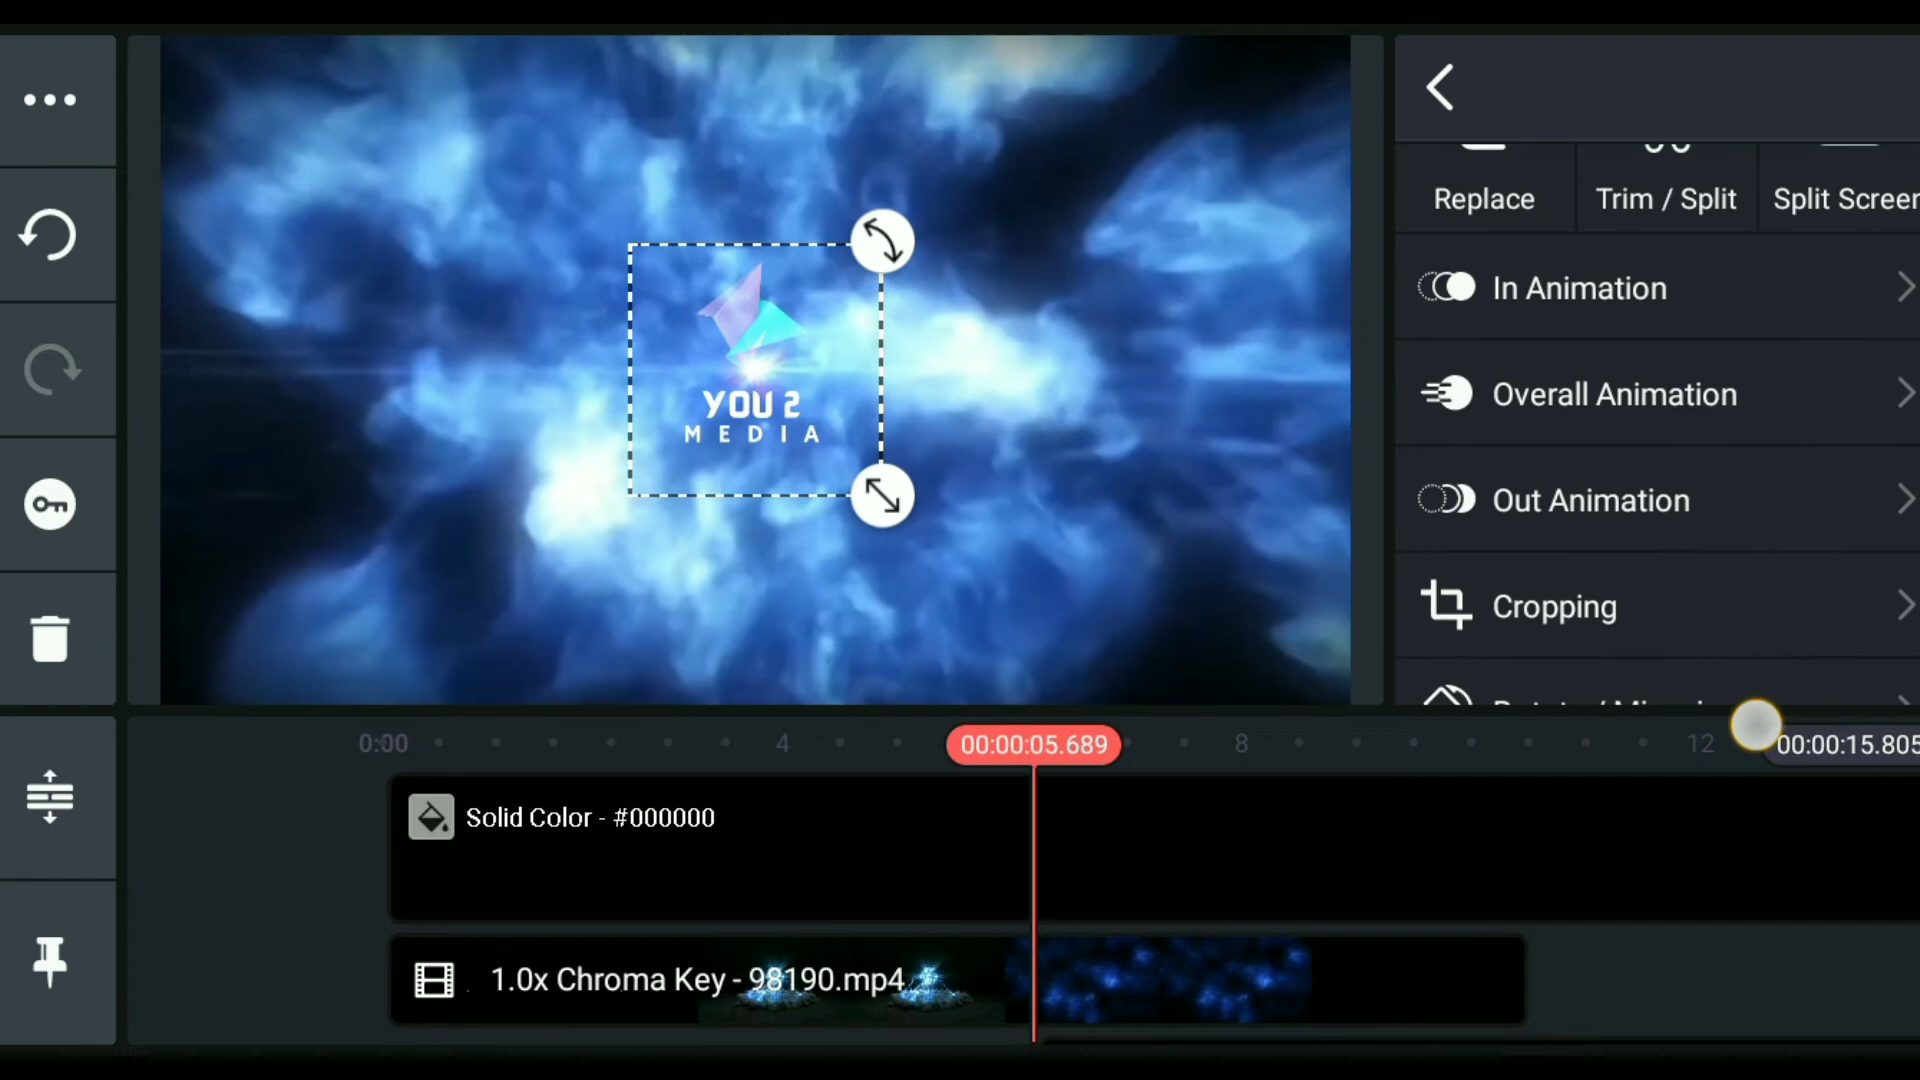 Replace
Trim / Split
Split Screen
In Animation
YOU 2
MEDIA
Overall Animation
Out Animation
Cropping
0:00
4
00:00:05.689
8
12
00:00:15.805
Solid Color - #000000
1.0x Chroma Key - 98190.mp4